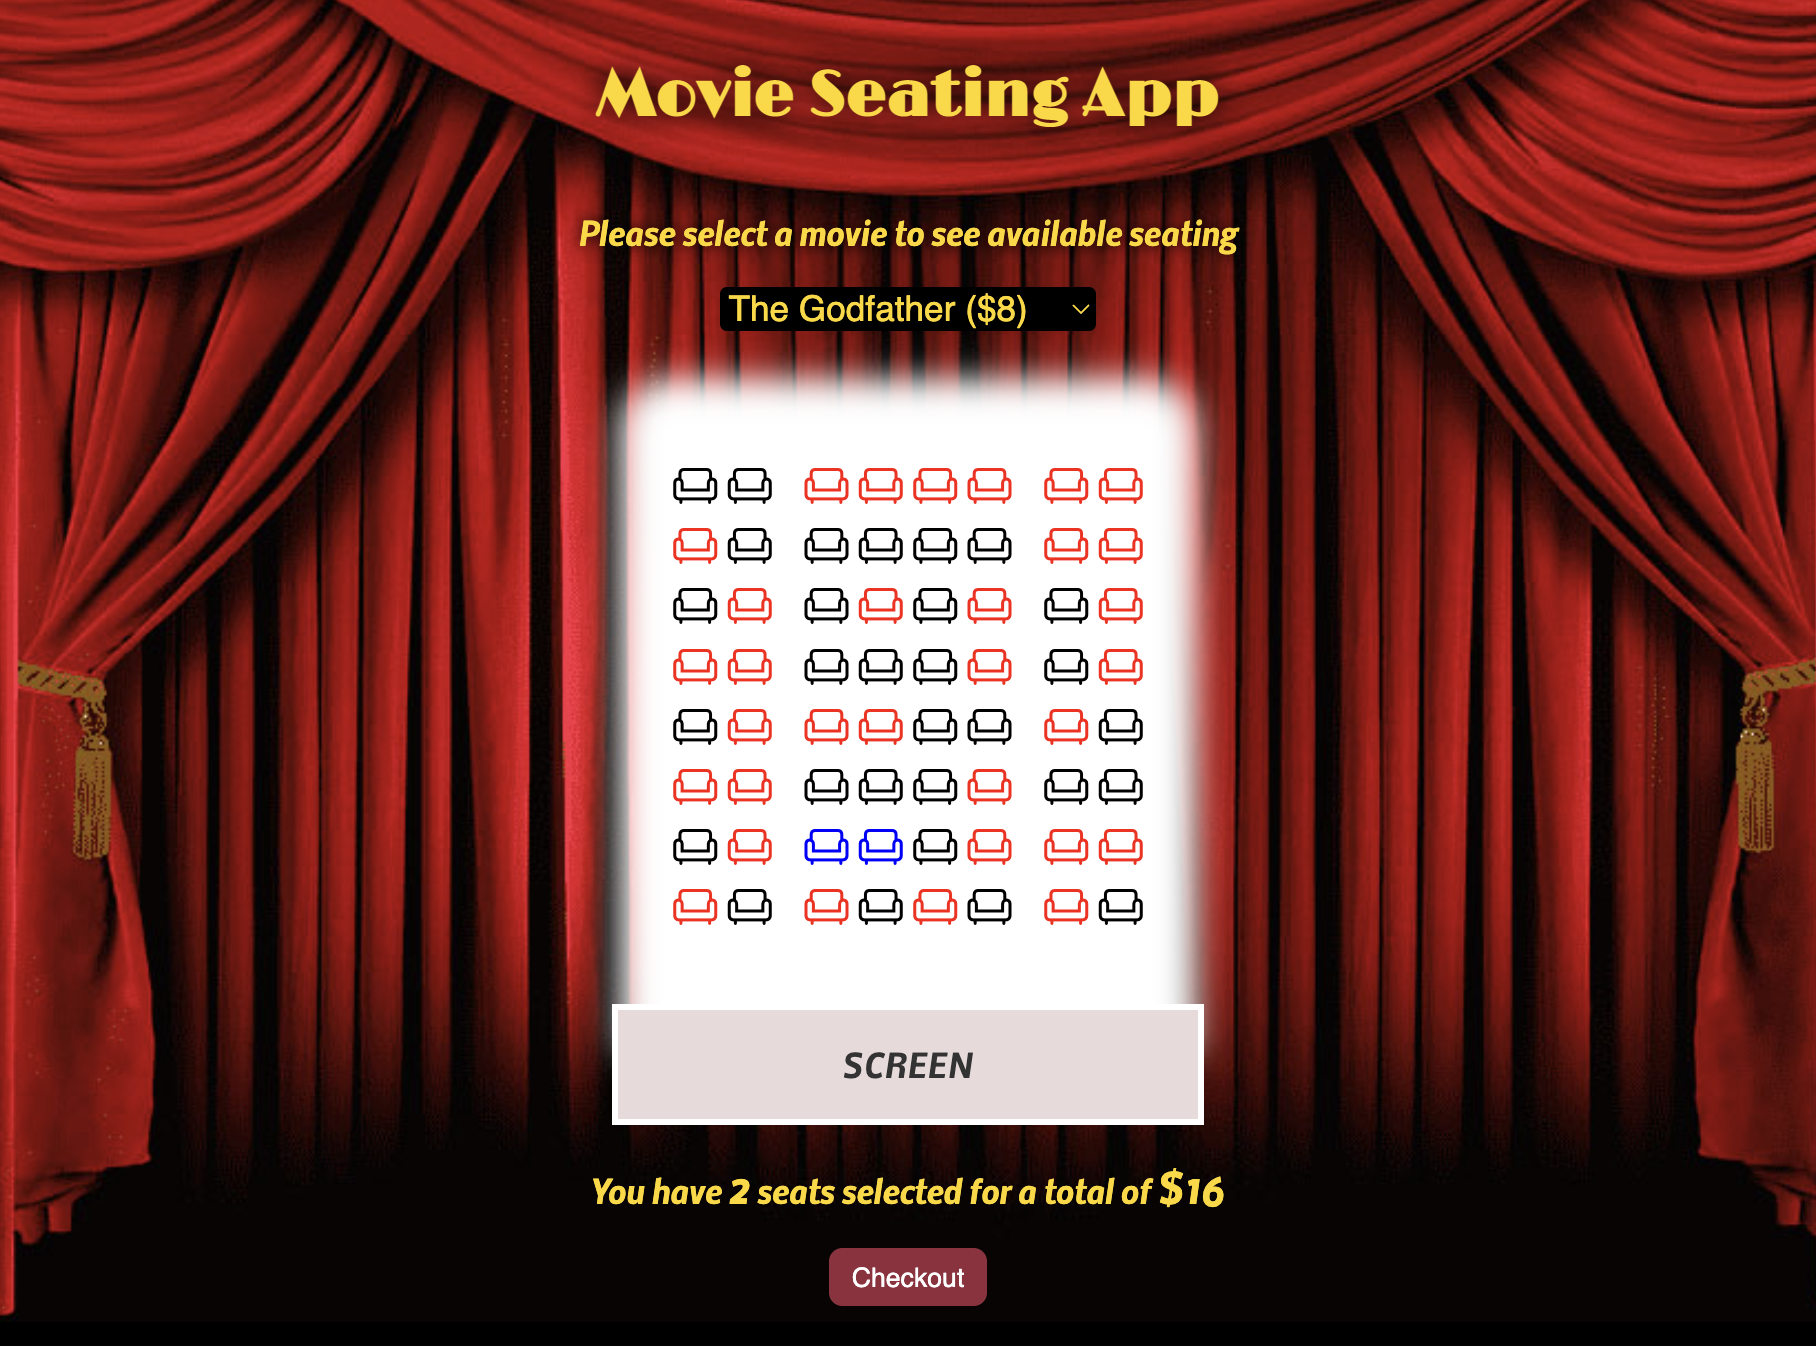 Movie Seating App
Please select a movie to see available seating
The Godfather ($8)
SCREEN
You have 2 seats selected for a total of $16
Checkout